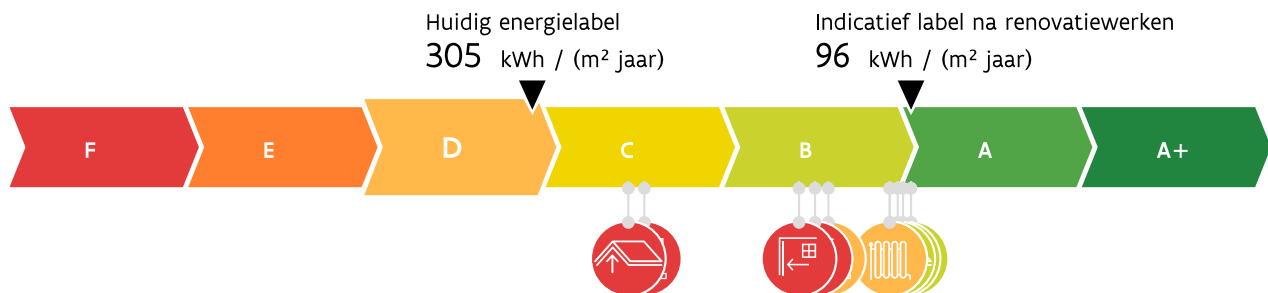 Huidig energielabel
305 kWh / (m² jaar)
Indicatief label na renovatiewerken
96 kWh / (m² jaar)
F E D C B A A+